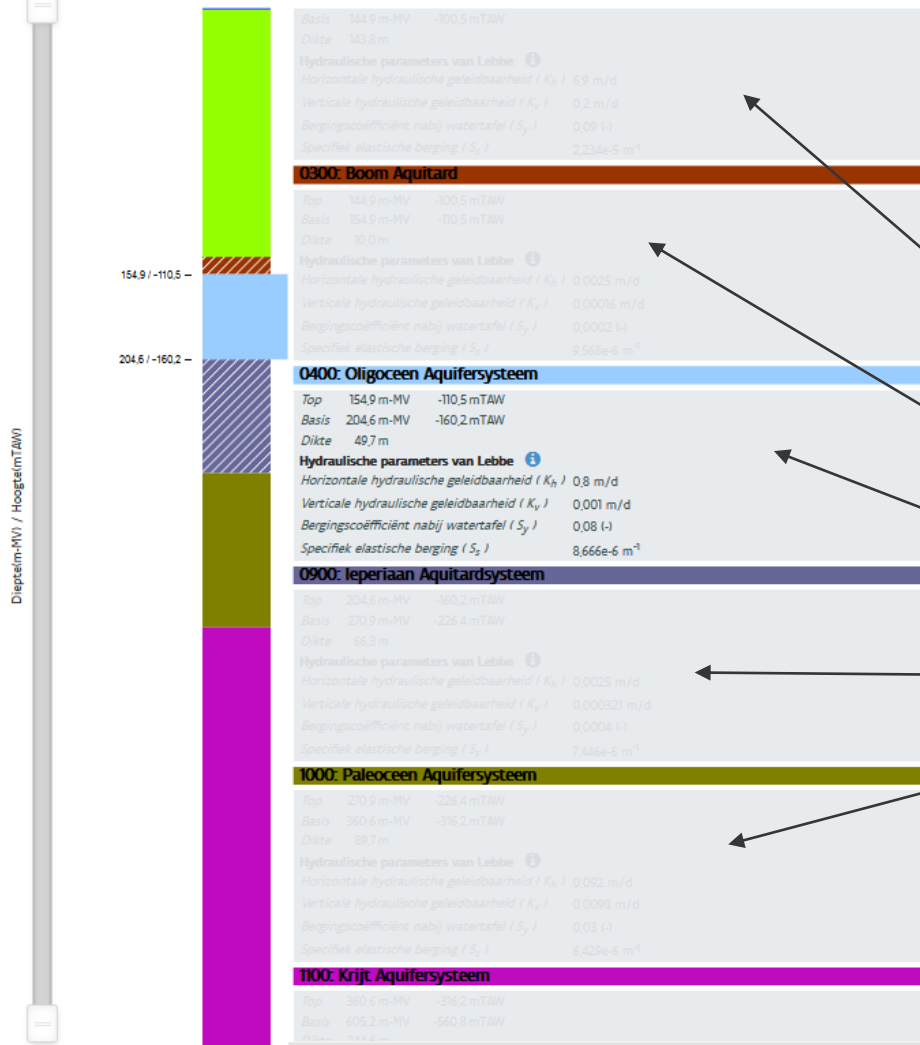 Basis 144,9 m-MV -100,5 mTAW
Dikte 143,8 m
Hydraulische parameters van Lebbe
Horizontale hydraulische geleidbaarheid ( Kh ) 6,9 m/d
Verticale hydraulische geleidbaarheid ( Kv ) 0,2 m/d
Bergingscoëfficiënt nabij watertafel ( Sy ) 0,09 (-)
Specifiek elastische berging ( Ss ) 2,234e-5 m-1
0300: Boom Aquitard
Top 144,9 m-MV -100,5 mTAW
Basis 154,9 m-MV -110,5 mTAW
Dikte 10,0 m
Hydraulische parameters van Lebbe
Horizontale hydraulische geleidbaarheid ( Kh ) 0,0025 m/d
Verticale hydraulische geleidbaarheid ( Kv ) 0,00016 m/d
Bergingscoëfficiënt nabij watertafel ( Sy ) 0,0002 (-)
Specifiek elastische berging ( Ss ) 9,568e-6 m-1
154,9 / -110,5
204,6 / -160,2
0400: Oligoceen Aquifersysteem
Top 154,9 m-MV -110,5 mTAW
Basis 204,6 m-MV -160,2 mTAW
Dikte 49,7 m
Hydraulische parameters van Lebbe
Horizontale hydraulische geleidbaarheid ( Kh ) 0,8 m/d
Verticale hydraulische geleidbaarheid ( Kv ) 0,001 m/d
Bergingscoëfficiënt nabij watertafel ( Sy ) 0,08 (-)
Specifiek elastische berging ( Ss ) 8,666e-6 m-1
Diepte(m-MV) / Hoogte(mTAW)
0900: Ieperiaan Aquitardsysteem
Top 204,6 m-MV -160,2 mTAW
Basis 270,9 m-MV -226,4 mTAW
Dikte 66,3 m
Hydraulische parameters van Lebbe
Horizontale hydraulische geleidbaarheid ( Kh ) 0,0025 m/d
Verticale hydraulische geleidbaarheid ( Kv ) 0,000321 m/d
Bergingscoëfficiënt nabij watertafel ( Sy ) 0,0004 (-)
Specifiek elastische berging ( Ss ) 7,446e-6 m-1
1000: Paleoceen Aquifersysteem
Top 270,9 m-MV -226,4 mTAW
Basis 360,6 m-MV -316,2 mTAW
Dikte 89,7 m
Hydraulische parameters van Lebbe
Horizontale hydraulische geleidbaarheid ( Kh ) 0,092 m/d
Verticale hydraulische geleidbaarheid ( Kv ) 0,0098 m/d
Bergingscoëfficiënt nabij watertafel ( Sy ) 0,03 (-)
Specifiek elastische berging ( Ss ) 6,429e-6 m-1
1100: Krijt Aquifersysteem
Top 360,6 m-MV -316,2 mTAW
Basis 605,2 m-MV -560,8 mTAW